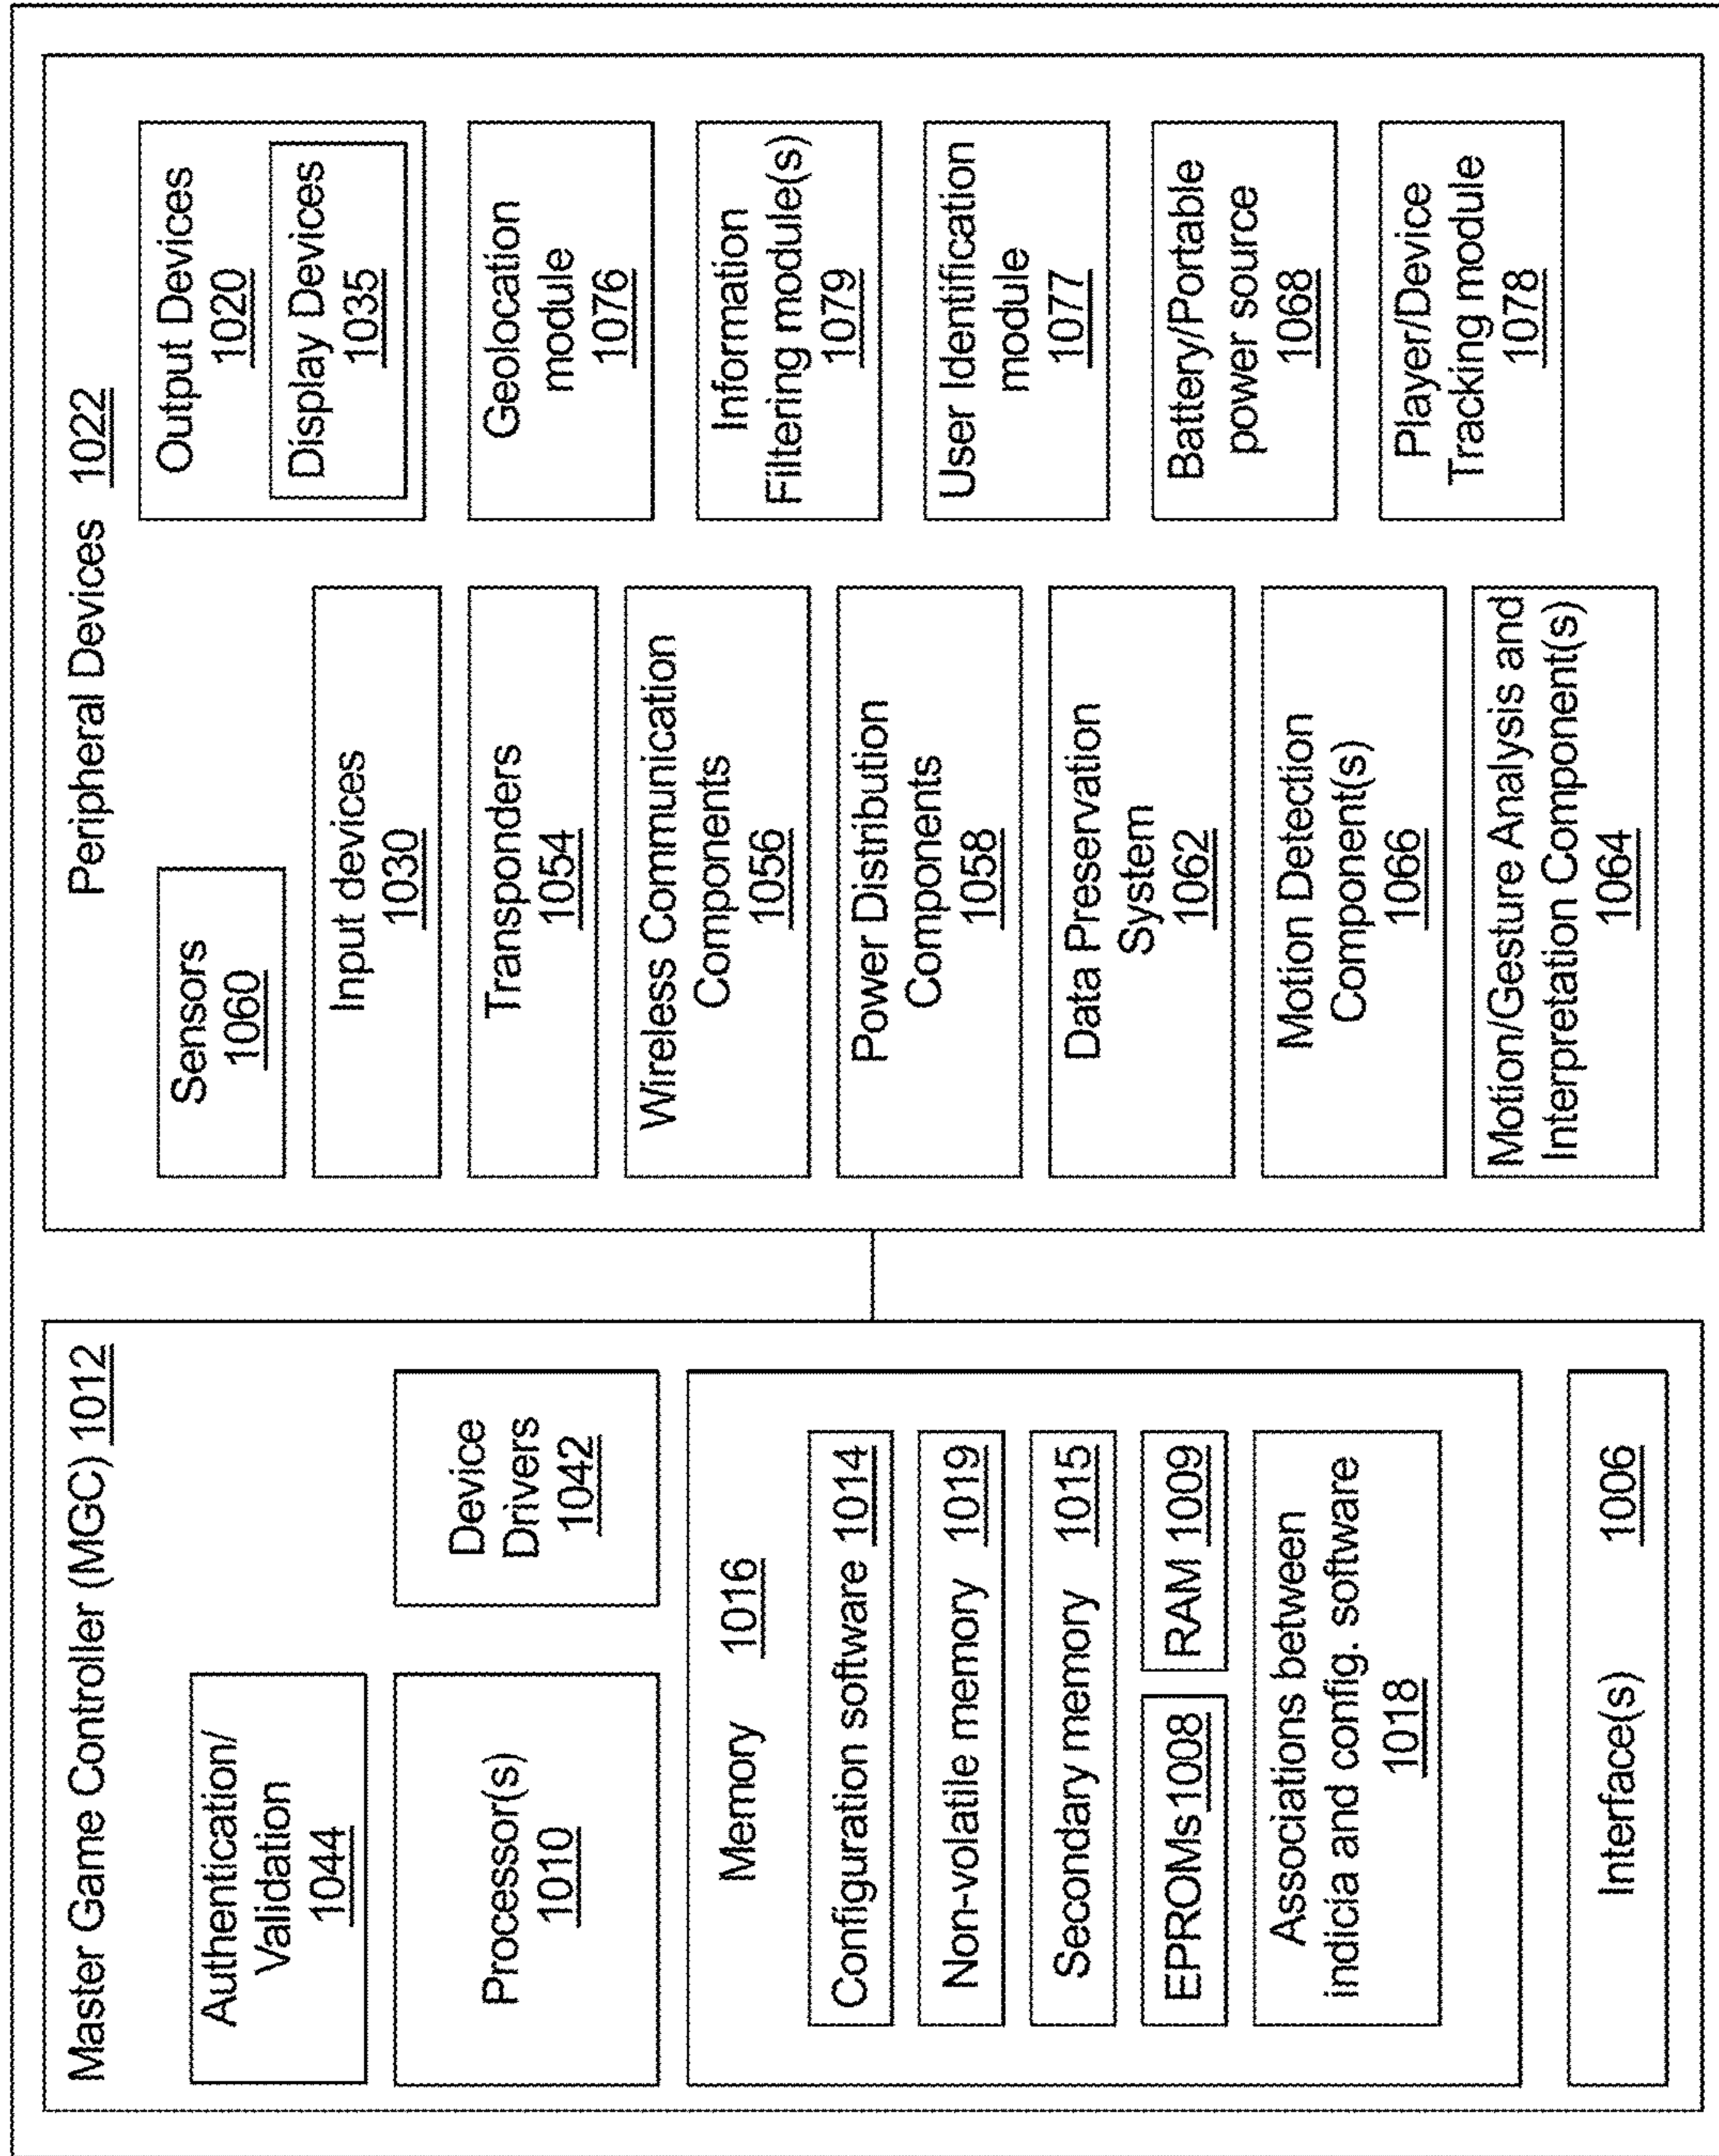 Master Game Controller (MGC) 1012
Authentication/
Validation
1044
Processor(s)
1010
Device
Drivers
1042
Memory 1016
Configuration software 1014
Non-volatile memory 1019
Secondary memory 1015
EPROMs 1008
RAM 1009
Associations between
indicia and config. software
1018
Interface(s) 1006
Peripheral Devices 1022
Sensors
1060
Input devices
1030
Transponders
1054
Wireless Communication
Components
1056
Power Distribution
Components
1058
Data Preservation
System
1062
Motion Detection
Component(s)
1066
Motion/Gesture Analysis and
Interpretation Component(s)
1064
Output Devices
1020
Display Devices
1035
Geolocation
module
1076
Information
Filtering module(s)
1079
User Identification
module
1077
Battery/Portable
power source
1068
Player/Device
Tracking module
1078